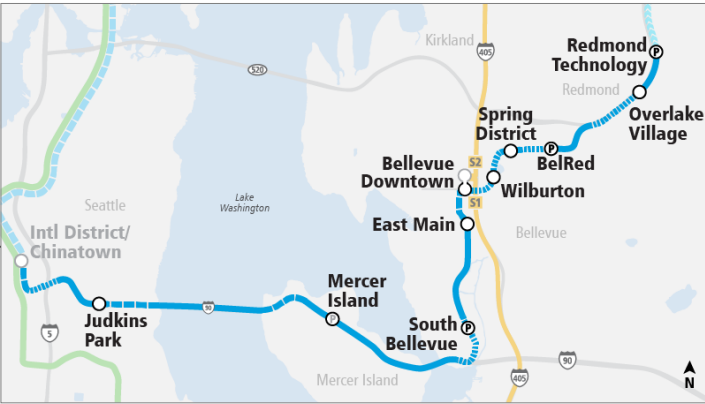 Kirkland
405
Redmond
Technology
P
520
Redmond
Spring
District
Overlake
Village
P
BelRed
Bellevue
Downtown
S2
Wilburton
Lake
Washington
S1
Seattle
East Main
Bellevue
Intl District/
Chinatown
Mercer
Island
90
P
South
Bellevue
P
5
Judkins
Park
90
Mercer Island
405
N